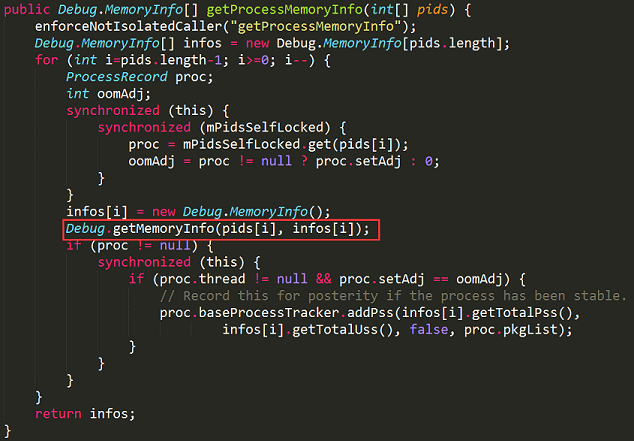 public Debug.MemoryInfo[] getProcessMemoryInfo(int[] pids) {
    enforceNotIsolatedCaller("getProcessMemoryInfo");
    Debug.MemoryInfo[] infos = new Debug.MemoryInfo[pids.length];
    for (int i=pids.length-1; i>=0; i--) {
        ProcessRecord proc;
        int oomAdj;
        synchronized (this) {
            synchronized (mPidsSelfLocked) {
                proc = mPidsSelfLocked.get(pids[i]);
                oomAdj = proc != null ? proc.setAdj : 0;
            }
        }
        infos[i] = new Debug.MemoryInfo();
        Debug.getMemoryInfo(pids[i], infos[i]);
        if (proc != null) {
            synchronized (this) {
                if (proc.thread != null && proc.setAdj == oomAdj) {
                    // Record this for posterity if the process has been stable.
                    proc.baseProcessTracker.addPss(infos[i].getTotalPss(),
                            infos[i].getTotalUss(), false, proc.pkgList);
                }
            }
        }
    }
    return infos;
}